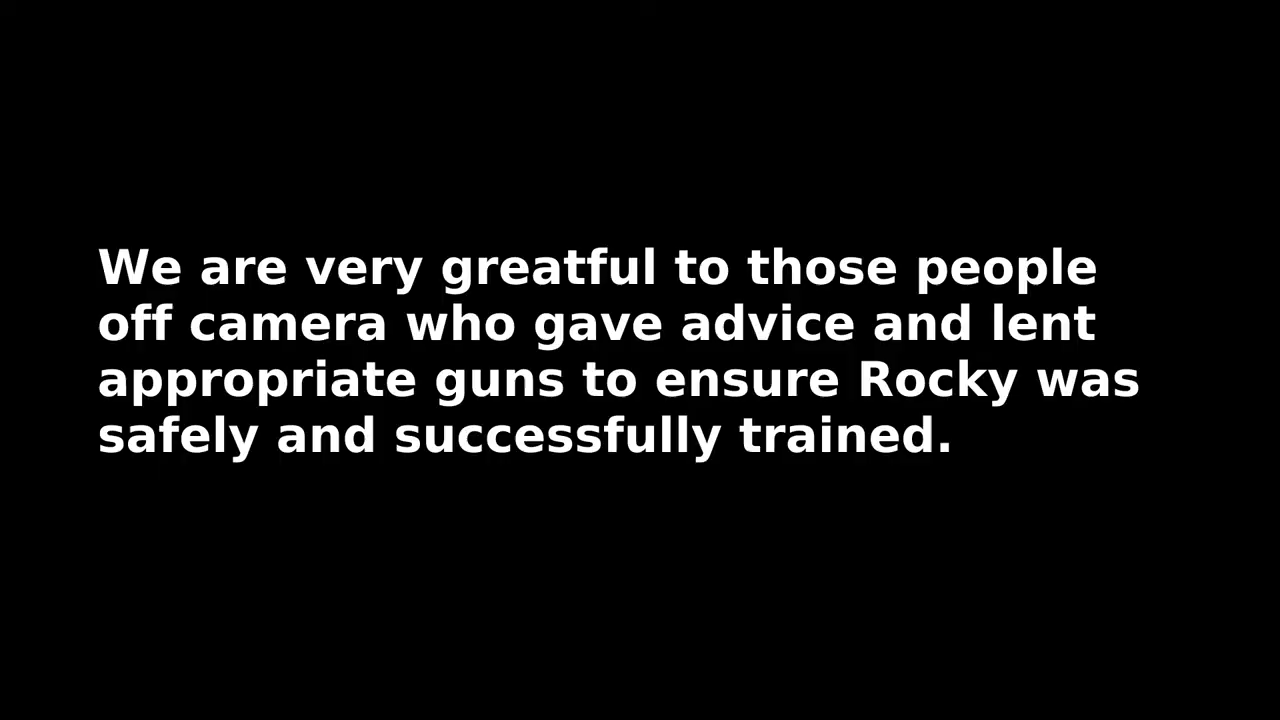 We are very greatful to those people
off camera who gave advice and lent
appropriate guns to ensure Rocky was
safely and successfully trained.